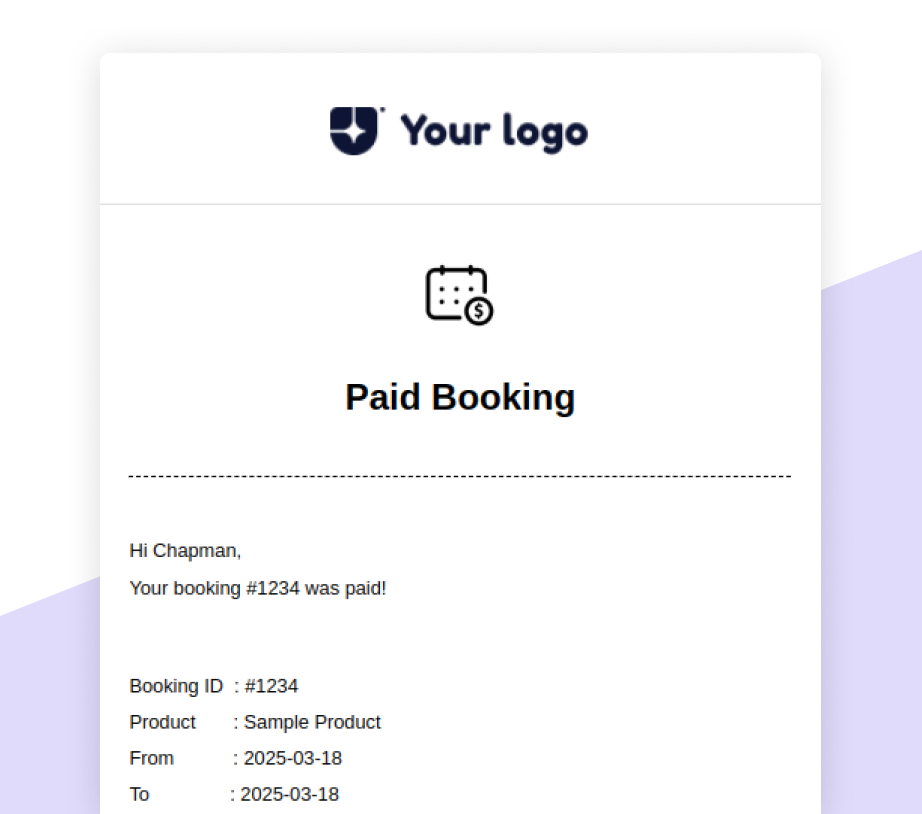 Your logo
$
Paid Booking
Hi Chapman,
Your booking #1234 was paid!
Booking ID : #1234
Product : Sample Product
From : 2025-03-18
To : 2025-03-18